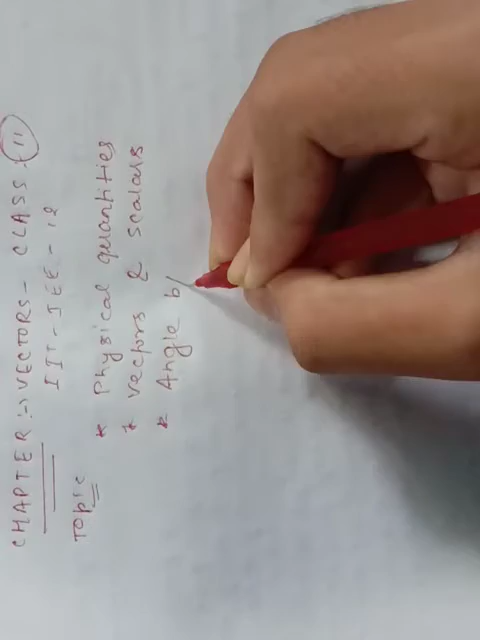 CHAPTER :→ VECTORS - CLASS - 11
IIT - JEE - 12
Topic
* Physical quantities
* vectors & scalars
* Angle b/